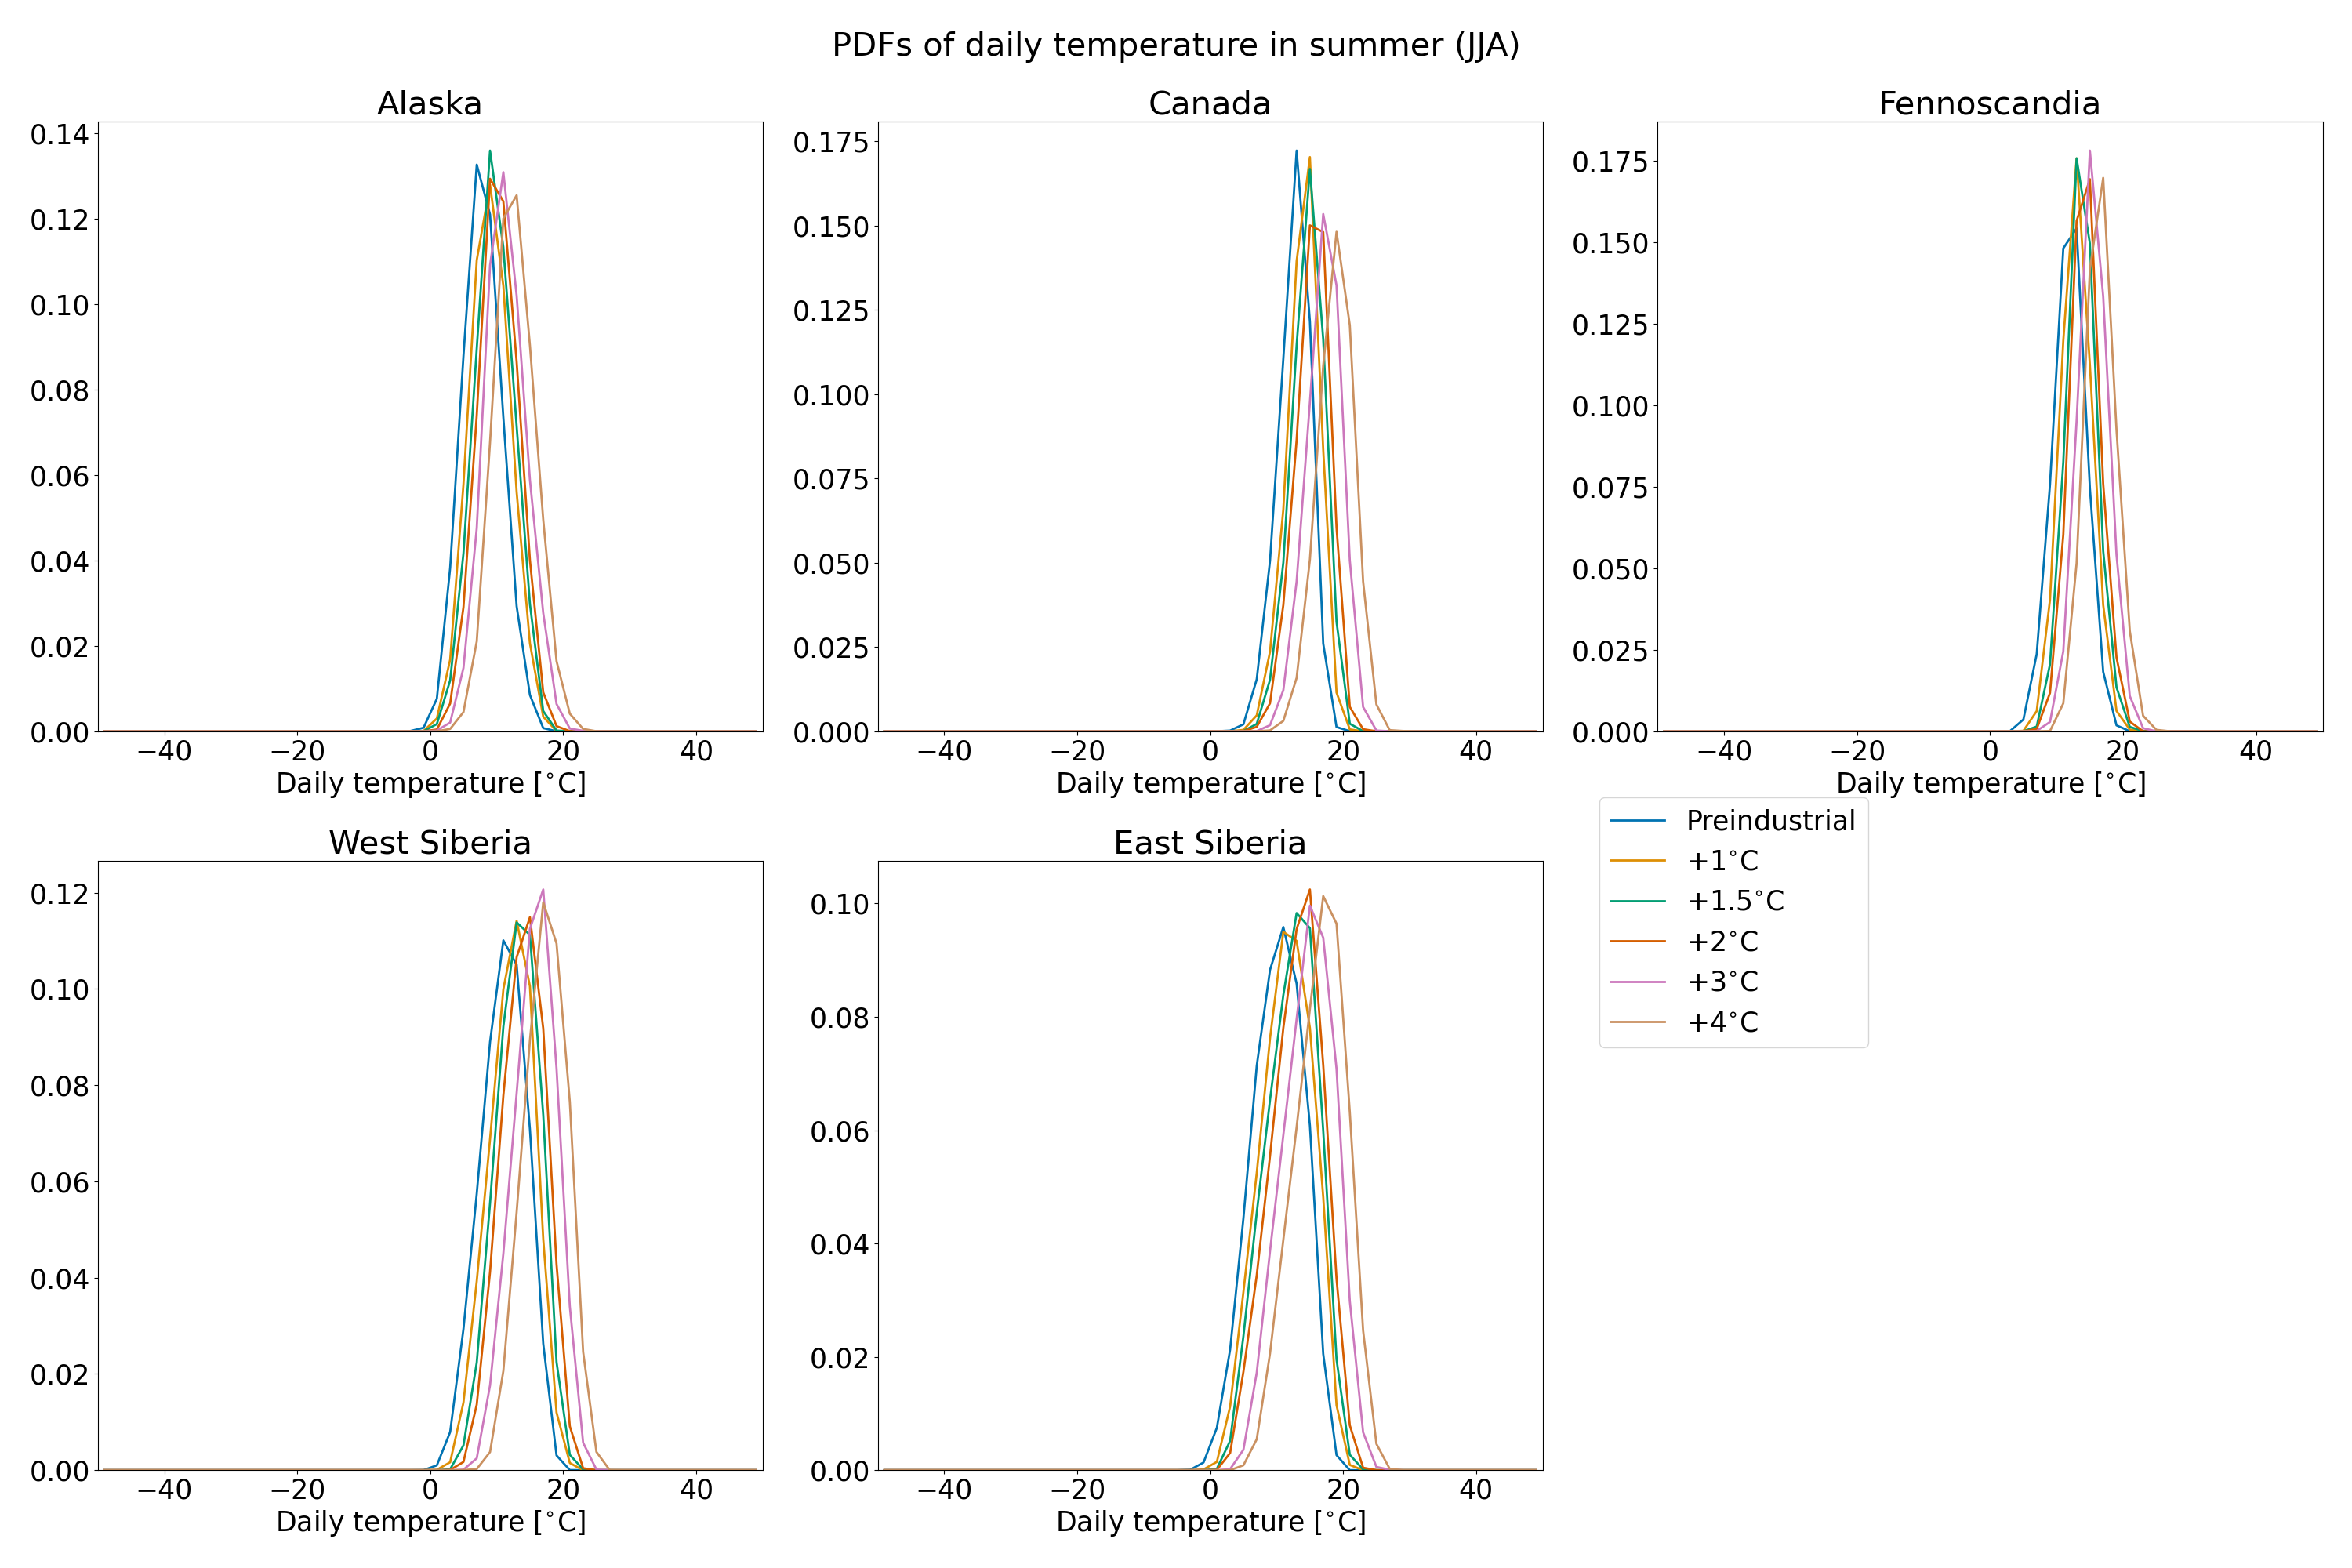 PDFs of daily temperature in summer (JJA)
Alaska
0.14
0.12
0.10
0.08
0.06
0.04
0.02
0.00
−40 −20 0 20 40
Daily temperature [°C]
Canada
0.175
0.150
0.125
0.100
0.075
0.050
0.025
0.000
−40 −20 0 20 40
Daily temperature [°C]
Fennoscandia
0.175
0.150
0.125
0.100
0.075
0.050
0.025
0.000
−40 −20 0 20 40
Daily temperature [°C]
West Siberia
0.12
0.10
0.08
0.06
0.04
0.02
0.00
−40 −20 0 20 40
Daily temperature [°C]
East Siberia
0.10
0.08
0.06
0.04
0.02
0.00
−40 −20 0 20 40
Daily temperature [°C]
Preindustrial
+1°C
+1.5°C
+2°C
+3°C
+4°C